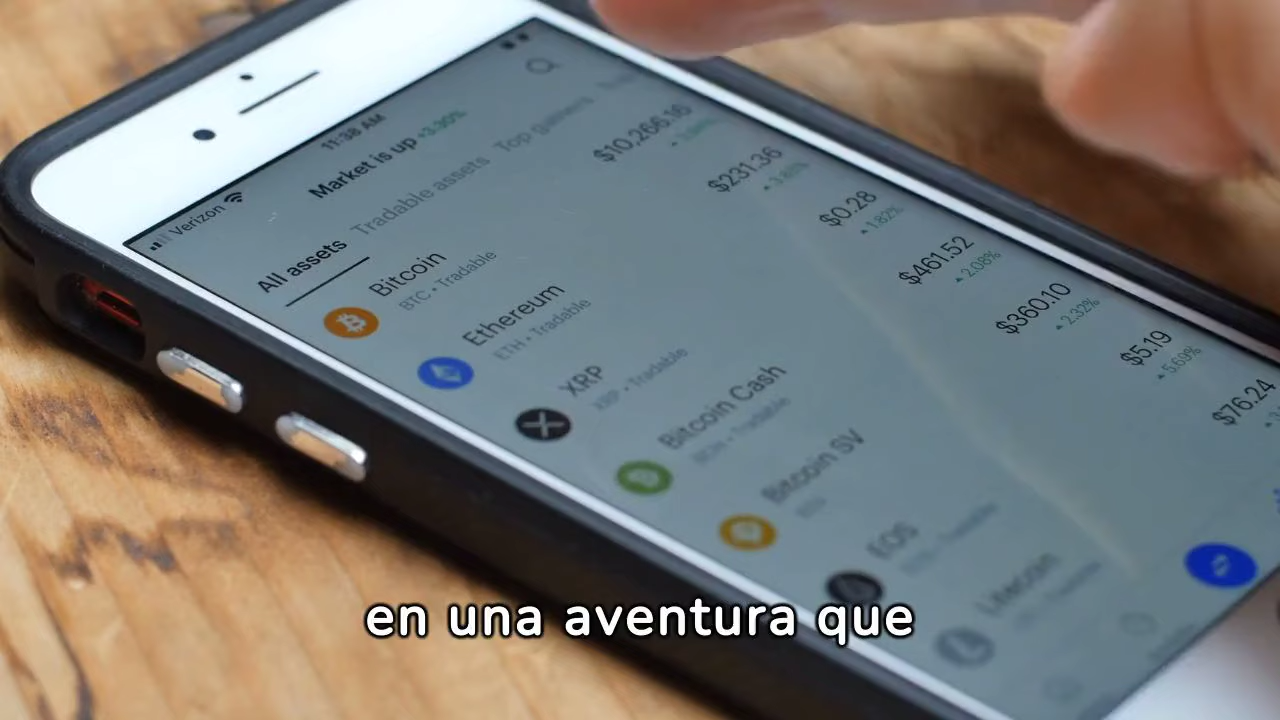 Verizon
11:38 AM
Market is up +3.30%
All assets Tradable assets Top gainers
Bitcoin
BTC • Tradable
$10,266.16
Ethereum
ETH • Tradable
$231.36
XRP
XRP • Tradable
$0.28
1.82%
Bitcoin Cash
BCH • Tradable
$461.52
2.08%
Bitcoin SV
$360.10
2.32%
EOS
$5.19
5.69%
Litecoin
$76.24
en una aventura que